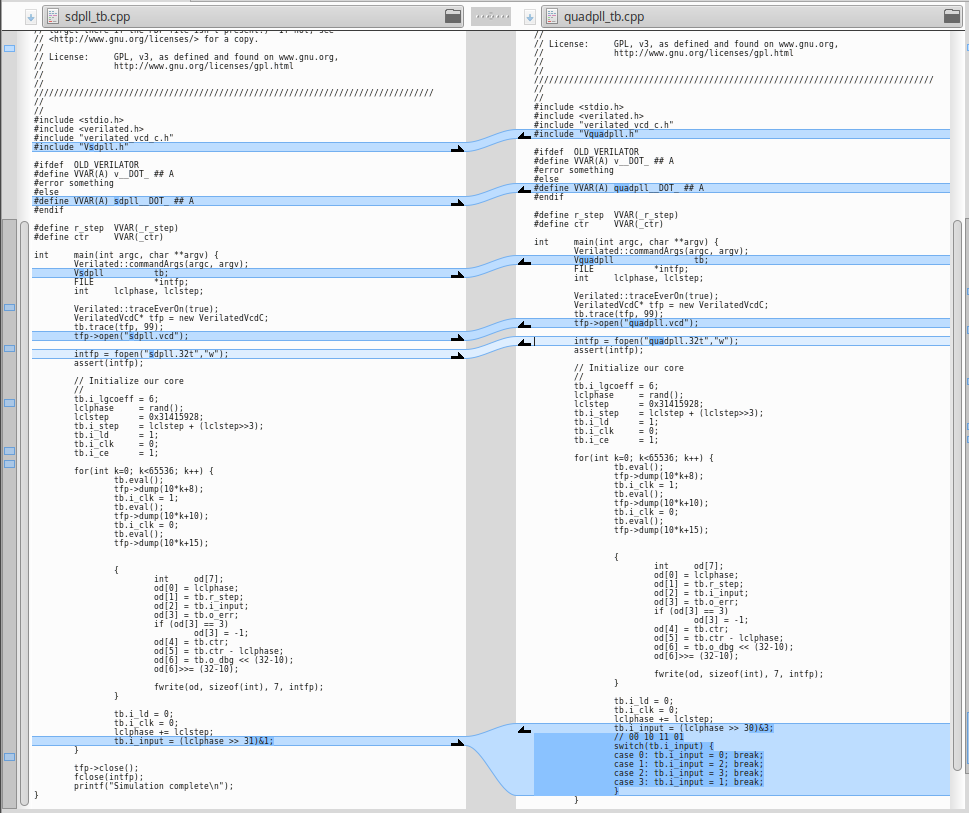 sdpll_tb.cpp
// <http://www.gnu.org/licenses/> for a copy.
//
// License:     GPL, v3, as defined and found on www.gnu.org,
//              http://www.gnu.org/licenses/gpl.html
//
//
////////////////////////////////////////////////////////////////////////////////
//
//
#include <stdio.h>
#include <verilated.h>
#include "verilated_vcd_c.h"
#include "Vsdpll.h"

#ifdef  OLD_VERILATOR
#define VVAR(A) v__DOT_ ## A
#error something
#else
#define VVAR(A) sdpll__DOT_ ## A
#endif

#define r_step  VVAR(_r_step)
#define ctr     VVAR(_ctr)

int     main(int argc, char **argv) {
        Verilated::commandArgs(argc, argv);
        Vsdpll          tb;
        FILE            *intfp;
        int     lclphase, lclstep;

        Verilated::traceEverOn(true);
        VerilatedVcdC* tfp = new VerilatedVcdC;
        tb.trace(tfp, 99);
        tfp->open("sdpll.vcd");

        intfp = fopen("sdpll.32t","w");
        assert(intfp);

        // Initialize our core
        //
        tb.i_lgcoeff = 6;
        lclphase     = rand();
        lclstep      = 0x31415928;
        tb.i_step    = lclstep + (lclstep>>3);
        tb.i_ld      = 1;
        tb.i_clk     = 0;
        tb.i_ce      = 1;

        for(int k=0; k<65536; k++) {
                tb.eval();
                tfp->dump(10*k+8);
                tb.i_clk = 1;
                tb.eval();
                tfp->dump(10*k+10);
                tb.i_clk = 0;
                tb.eval();
                tfp->dump(10*k+15);


                {
                        int     od[7];
                        od[0] = lclphase;
                        od[1] = tb.r_step;
                        od[2] = tb.i_input;
                        od[3] = tb.o_err;
                        if (od[3] == 3)
                                od[3] = -1;
                        od[4] = tb.ctr;
                        od[5] = tb.ctr - lclphase;
                        od[6] = tb.o_dbg << (32-10);
                        od[6]>>= (32-10);

                        fwrite(od, sizeof(int), 7, intfp);
                }

                tb.i_ld = 0;
                tb.i_clk = 0;
                lclphase += lclstep;
                tb.i_input = (lclphase >> 31)&1;
        }

        tfp->close();
        fclose(intfp);
        printf("Simulation complete\n");
}
quadpll_tb.cpp
//
// License:     GPL, v3, as defined and found on www.gnu.org,
//              http://www.gnu.org/licenses/gpl.html
//
//
////////////////////////////////////////////////////////////////////////////////
//
//
#include <stdio.h>
#include <verilated.h>
#include "verilated_vcd_c.h"
#include "Vquadpll.h"

#ifdef  OLD_VERILATOR
#define VVAR(A) v__DOT_ ## A
#error something
#else
#define VVAR(A) quadpll__DOT_ ## A
#endif

#define r_step  VVAR(_r_step)
#define ctr     VVAR(_ctr)

int     main(int argc, char **argv) {
        Verilated::commandArgs(argc, argv);
        Vquadpll                tb;
        FILE            *intfp;
        int     lclphase, lclstep;

        Verilated::traceEverOn(true);
        VerilatedVcdC* tfp = new VerilatedVcdC;
        tb.trace(tfp, 99);
        tfp->open("quadpll.vcd");

        intfp = fopen("quadpll.32t","w");
        assert(intfp);

        // Initialize our core
        //
        tb.i_lgcoeff = 6;
        lclphase     = rand();
        lclstep      = 0x31415928;
        tb.i_step    = lclstep + (lclstep>>3);
        tb.i_ld      = 1;
        tb.i_clk     = 0;
        tb.i_ce      = 1;

        for(int k=0; k<65536; k++) {
                tb.eval();
                tfp->dump(10*k+8);
                tb.i_clk = 1;
                tb.eval();
                tfp->dump(10*k+10);
                tb.i_clk = 0;
                tb.eval();
                tfp->dump(10*k+15);


                {
                        int     od[7];
                        od[0] = lclphase;
                        od[1] = tb.r_step;
                        od[2] = tb.i_input;
                        od[3] = tb.o_err;
                        if (od[3] == 3)
                                od[3] = -1;
                        od[4] = tb.ctr;
                        od[5] = tb.ctr - lclphase;
                        od[6] = tb.o_dbg << (32-10);
                        od[6]>>= (32-10);

                        fwrite(od, sizeof(int), 7, intfp);
                }

                tb.i_ld = 0;
                tb.i_clk = 0;
                lclphase += lclstep;
                tb.i_input = (lclphase >> 30)&3;
                // 00 10 11 01
                switch(tb.i_input) {
                case 0: tb.i_input = 0; break;
                case 1: tb.i_input = 2; break;
                case 2: tb.i_input = 3; break;
                case 3: tb.i_input = 1; break;
                }
        }